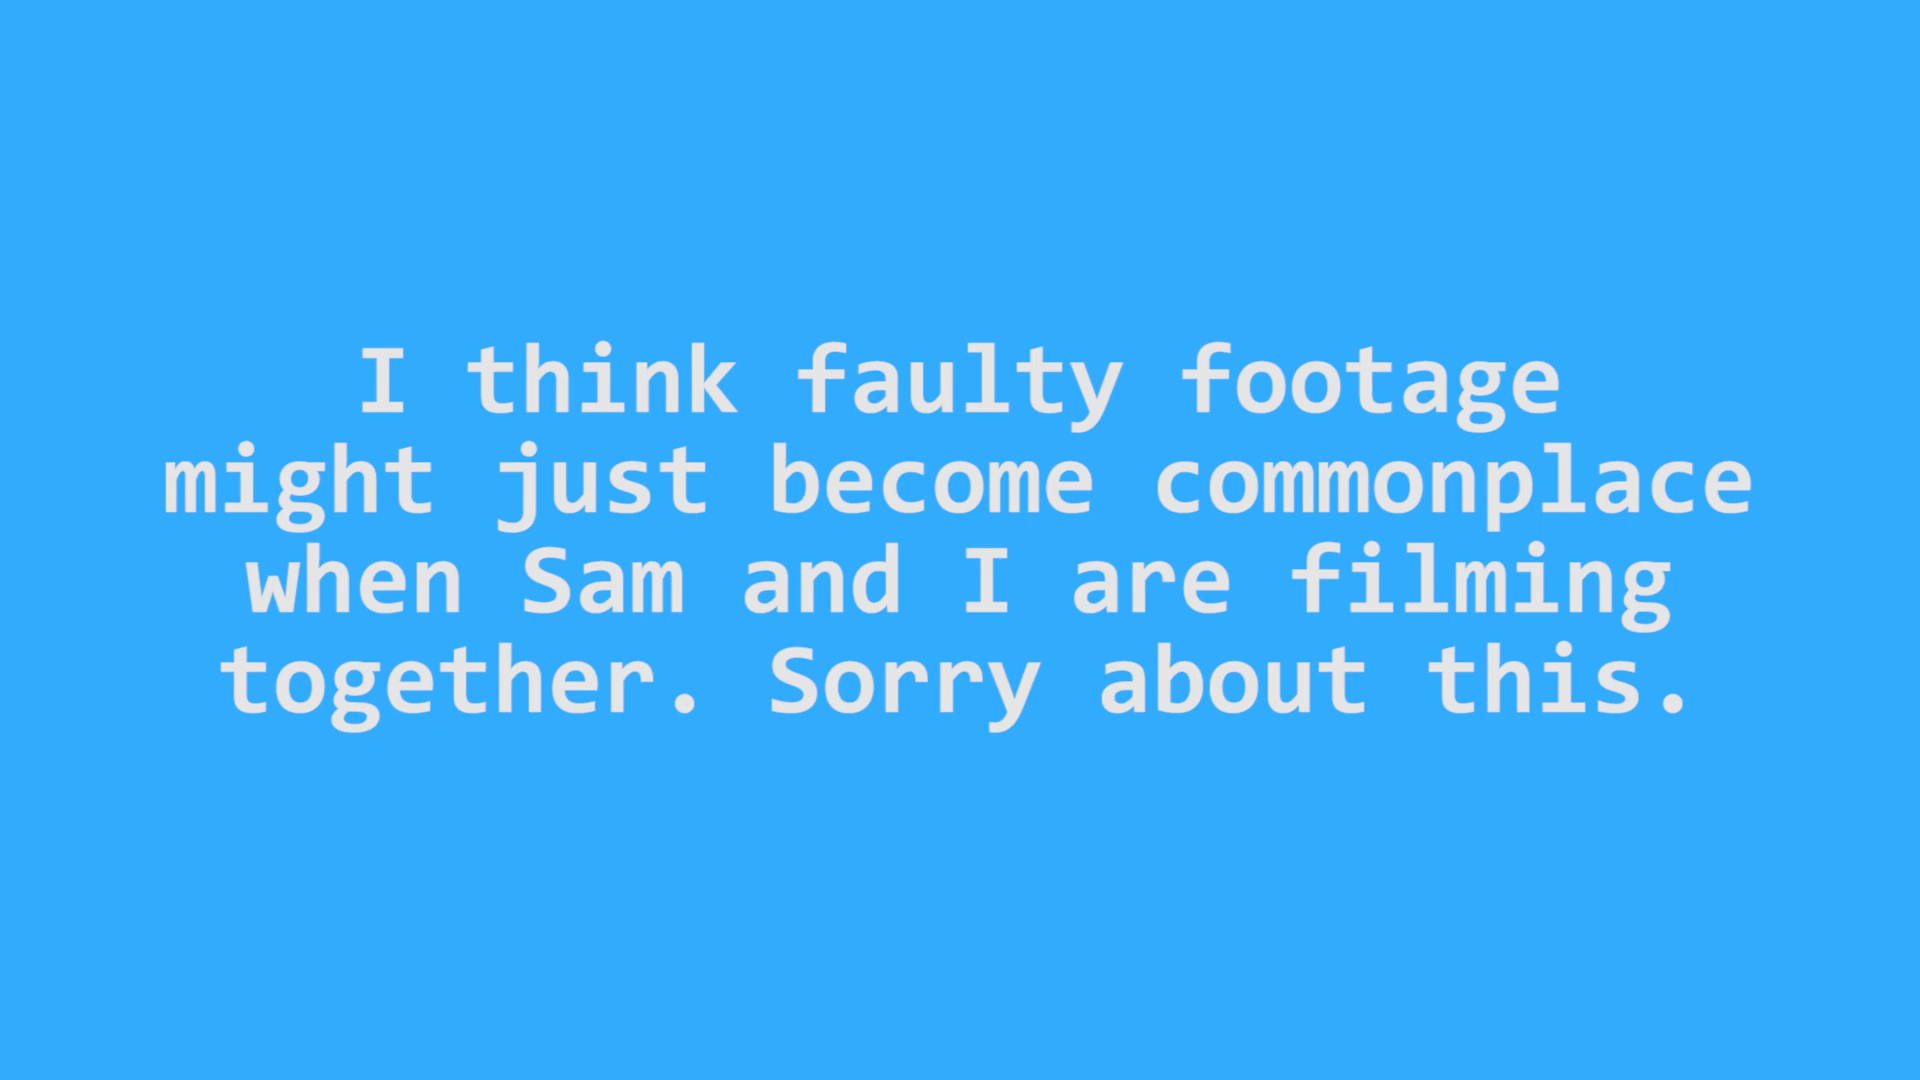 I think faulty footage
might just become commonplace
when Sam and I are filming
together. Sorry about this.